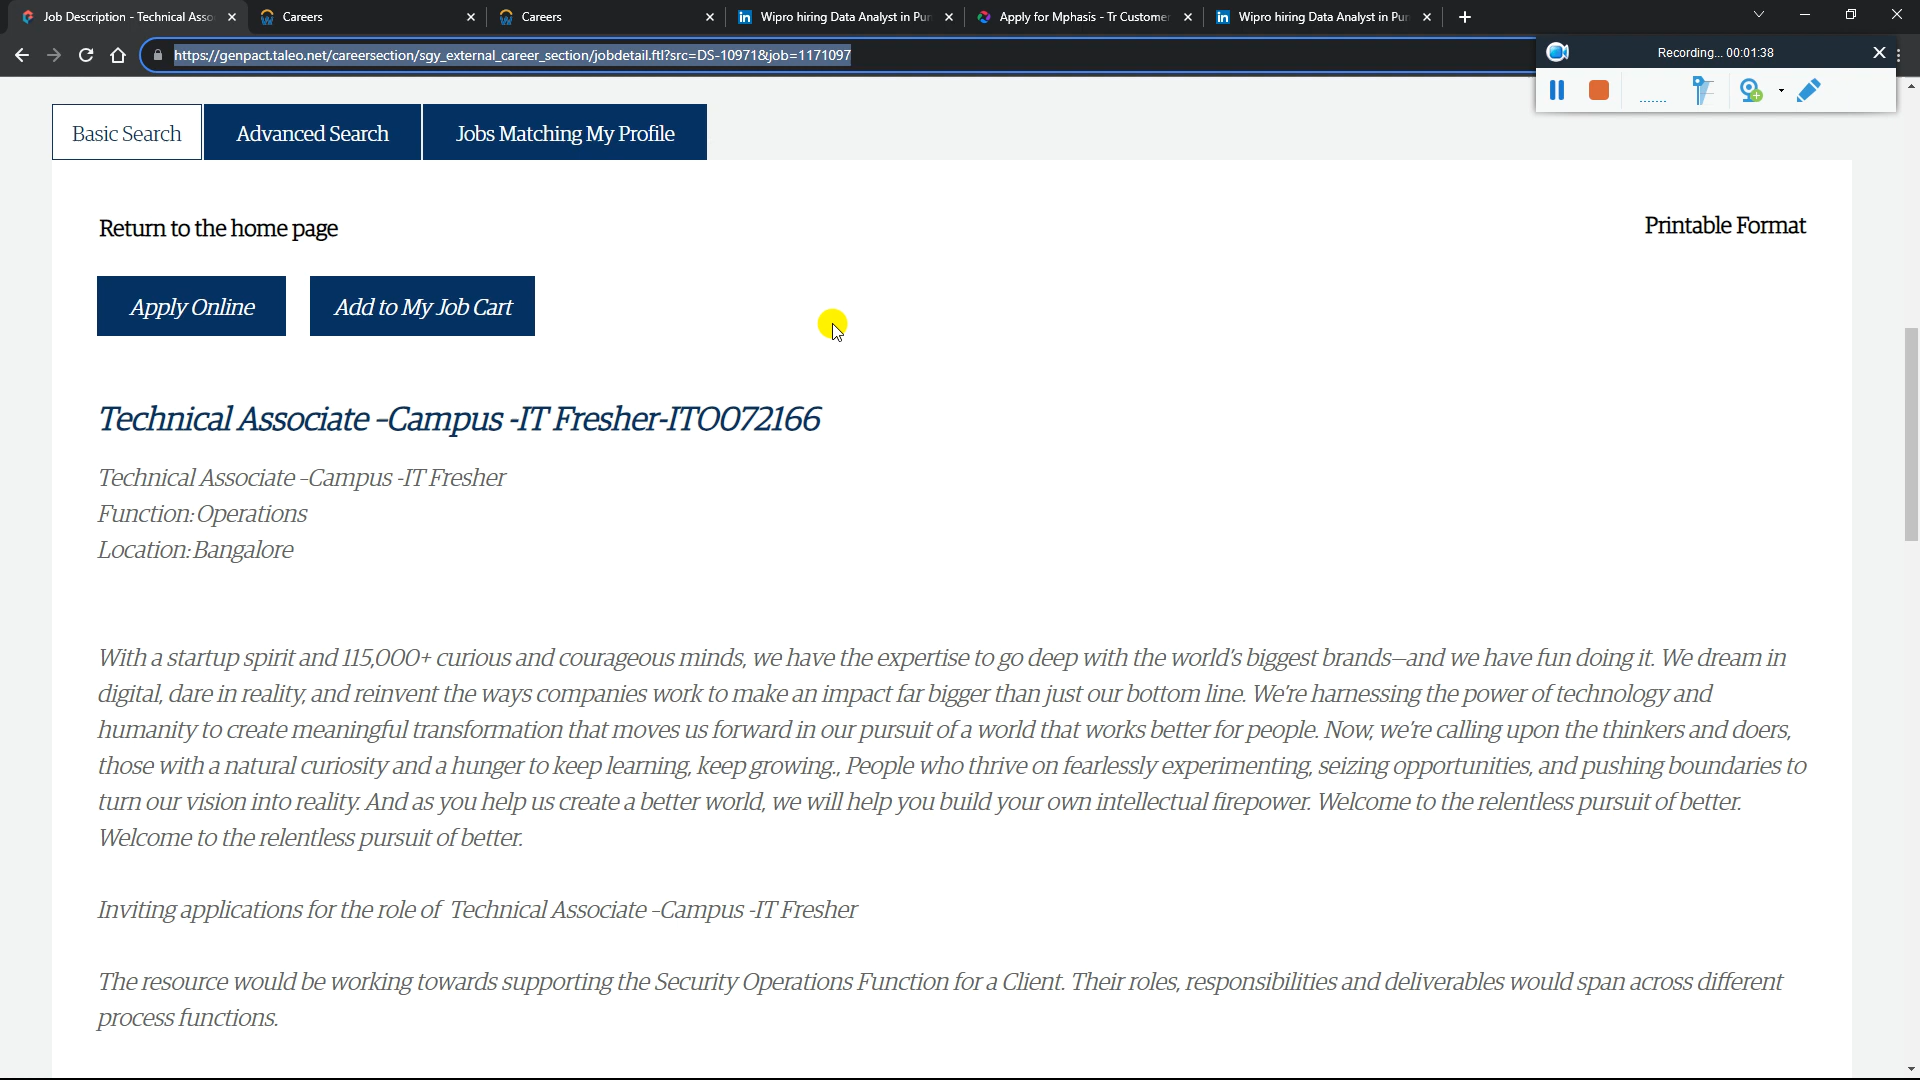 Job Description - Technical Asso
Careers
Careers
Wipro hiring Data Analyst in Pun
Apply for Mphasis - Tr Customer
Wipro hiring Data Analyst in Pun
https://genpact.taleo.net/careersection/sgy_external_career_section/jobdetail.ftl?src=DS-10971&job=1171097
Recording... 00:01:38
Basic Search
Advanced Search
Jobs Matching My Profile
Return to the home page
Printable Format
Apply Online
Add to My Job Cart
Technical Associate -Campus -IT Fresher-ITO072166
Technical Associate -Campus -IT Fresher
Function: Operations
Location: Bangalore
With a startup spirit and 115,000+ curious and courageous minds, we have the expertise to go deep with the world's biggest brands—and we have fun doing it. We dream in
digital, dare in reality, and reinvent the ways companies work to make an impact far bigger than just our bottom line. We're harnessing the power of technology and
humanity to create meaningful transformation that moves us forward in our pursuit of a world that works better for people. Now, we're calling upon the thinkers and doers,
those with a natural curiosity and a hunger to keep learning, keep growing., People who thrive on fearlessly experimenting, seizing opportunities, and pushing boundaries to
turn our vision into reality. And as you help us create a better world, we will help you build your own intellectual firepower. Welcome to the relentless pursuit of better.
Welcome to the relentless pursuit of better.
Inviting applications for the role of Technical Associate -Campus -IT Fresher
The resource would be working towards supporting the Security Operations Function for a Client. Their roles, responsibilities and deliverables would span across different
process functions.